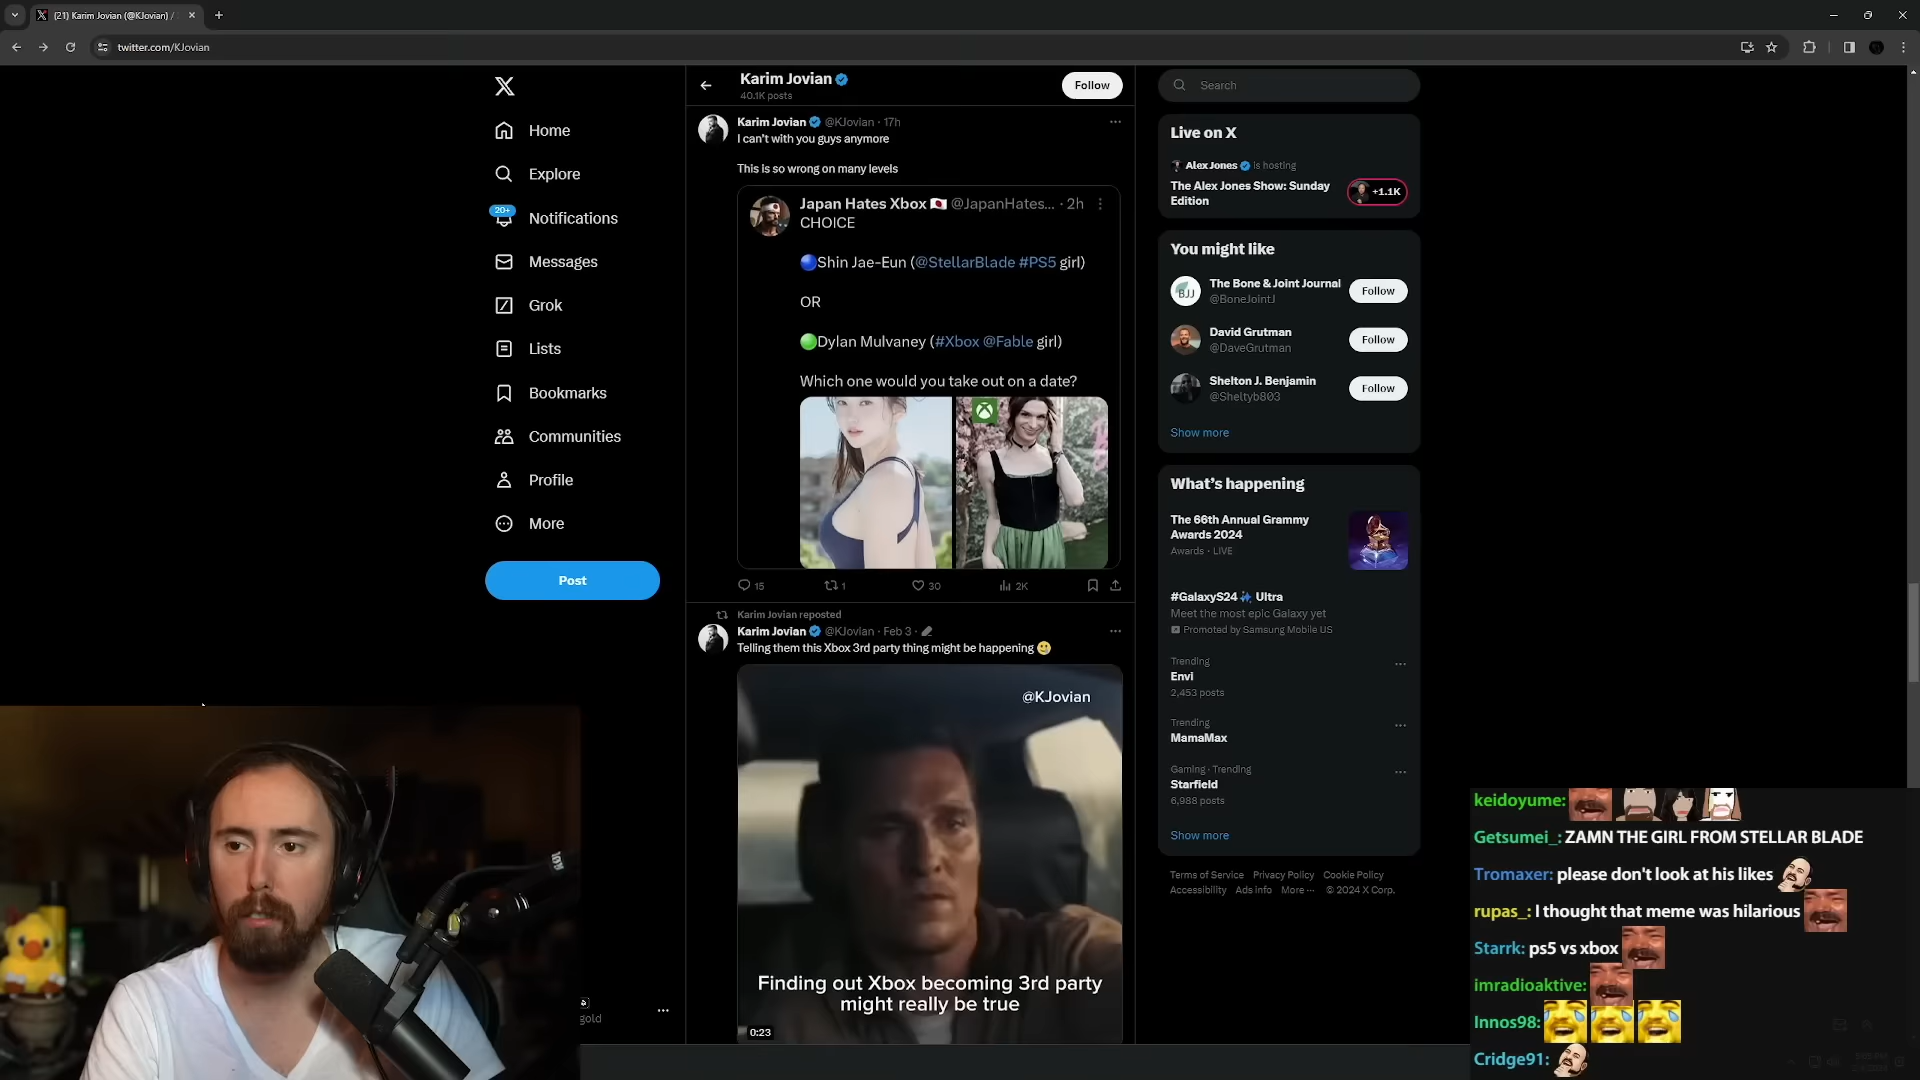 (21) Karim Jovian (@KJovian) /
twitter.com/KJovian
Home
Explore
20+
Notifications
Messages
Grok
Lists
Bookmarks
Communities
Profile
More
Post
gold
Karim Jovian
40.1K posts
Follow
Karim Jovian @KJovian · 17h
I can't with you guys anymore
This is so wrong on many levels
Japan Hates Xbox 🇯🇵 @JapanHates... · 2h
CHOICE
🔵Shin Jae-Eun (@StellarBlade #PS5 girl)
OR
🟢Dylan Mulvaney (#Xbox @Fable girl)
Which one would you take out on a date?
15 1 30 2K
Karim Jovian reposted
Karim Jovian @KJovian · Feb 3 ·
Telling them this Xbox 3rd party thing might be happening
@KJovian
Finding out Xbox becoming 3rd party
might really be true
0:23
Search
Live on X
Alex Jones is hosting
The Alex Jones Show: Sunday
Edition
+1.1K
You might like
BJJ
The Bone & Joint Journal
@BoneJointJ
Follow
David Grutman
@DaveGrutman
Follow
Shelton J. Benjamin
@Sheltyb803
Follow
Show more
What's happening
The 66th Annual Grammy
Awards 2024
Awards · LIVE
#GalaxyS24 Ultra
Meet the most epic Galaxy yet
Promoted by Samsung Mobile US
Trending
Envi
2,453 posts
Trending
MamaMax
Gaming · Trending
Starfield
6,988 posts
Show more
Terms of Service Privacy Policy Cookie Policy
Accessibility Ads info More ··· © 2024 X Corp.
keidoyume:
Getsumei_: ZAMN THE GIRL FROM STELLAR BLADE
Tromaxer: please don't look at his likes
rupas_: I thought that meme was hilarious
Starrk: ps5 vs xbox
imradioaktive:
Innos98:
Cridge91: